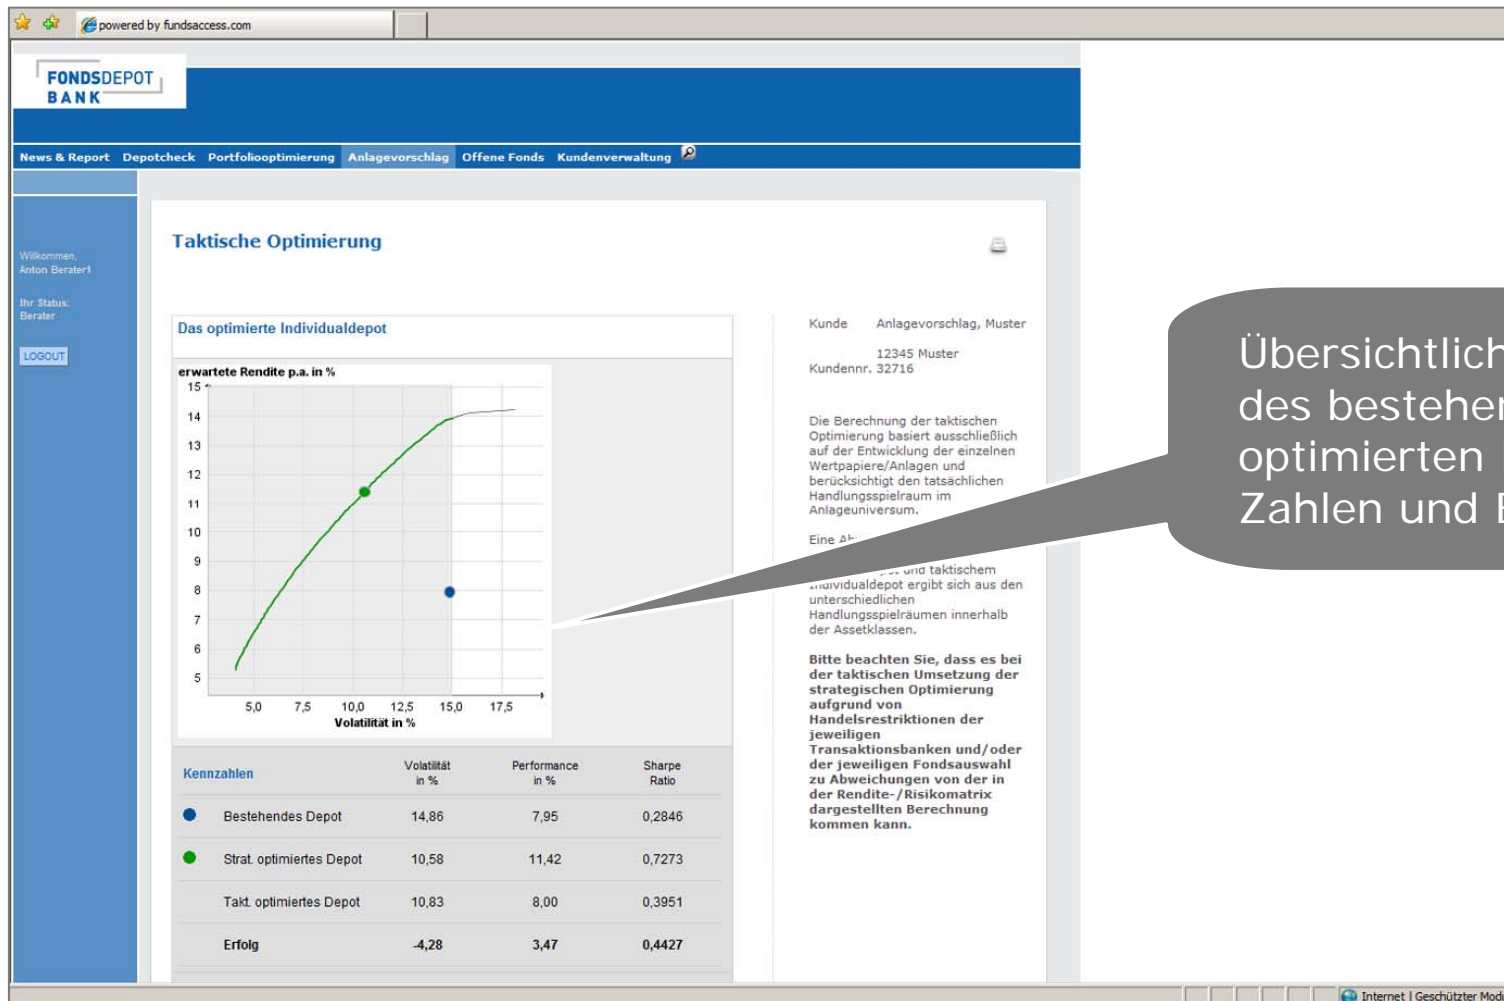 powered by fundsaccess.com
FONDSDEPOT
BANK
News & Report Depotcheck Portfoliooptimierung Anlagevorschlag Offene Fonds Kundenverwaltung
Willkommen,
Anton Berater1
Ihr Status:
Berater
LOGOUT
Taktische Optimierung
Das optimierte Individualdepot
erwartete Rendite p.a. in %
15
14
13
12
11
10
9
8
7
6
5
5,0 7,5 10,0 12,5 15,0 17,5
Volatilität in %
Kennzahlen Volatilität in % Performance in % Sharpe Ratio
Bestehendes Depot 14,86 7,95 0,2846
Strat. optimiertes Depot 10,58 11,42 0,7273
Takt. optimiertes Depot 10,83 8,00 0,3951
Erfolg -4,28 3,47 0,4427
Kunde Anlagevorschlag, Muster
12345 Muster
Kundennr. 32716
Die Berechnung der taktischen
Optimierung basiert ausschließlich
auf der Entwicklung der einzelnen
Wertpapiere/Anlagen und
berücksichtigt den tatsächlichen
Handlungsspielraum im
Anlageuniversum.
Eine
und taktischem
Individualdepot ergibt sich aus den
unterschiedlichen
Handlungsspielräumen innerhalb
der Assetklassen.
Bitte beachten Sie, dass es bei
der taktischen Umsetzung der
strategischen Optimierung
aufgrund von
Handelsrestriktionen der
jeweiligen
Transaktionsbanken und/oder
der jeweiligen Fondsauswahl
zu Abweichungen von der in
der Rendite-/Risikomatrix
dargestellten Berechnung
kommen kann.
Übersichtlich
des bestehen
optimierten
Zahlen und
Internet | Geschützter Mod